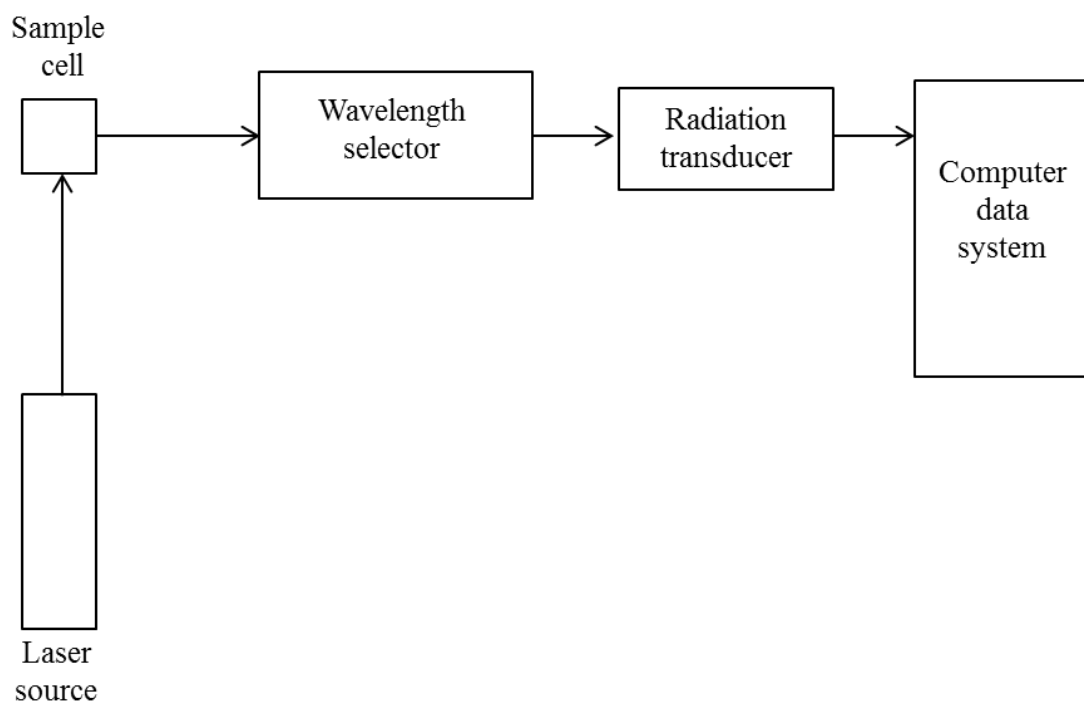 Sample
cell
Wavelength
selector
Radiation
transducer
Computer
data
system
Laser
source